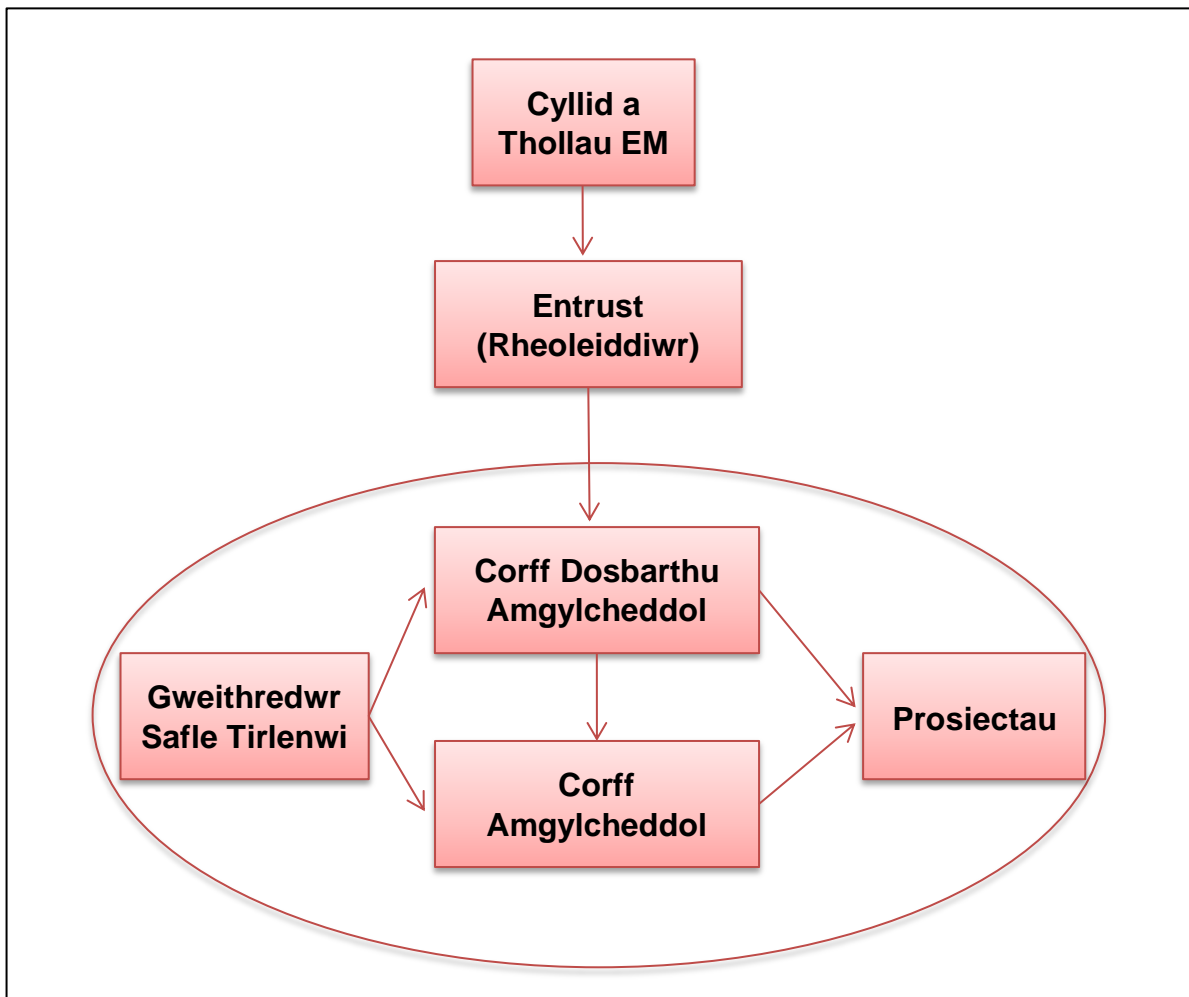 Cyllid a
Thollau EM
Entrust
(Rheoleiddiwr)
Corff Dosbarthu
Amgylcheddol
Gweithredwr
Safle Tirlenwi
Prosiectau
Corff
Amgylcheddol